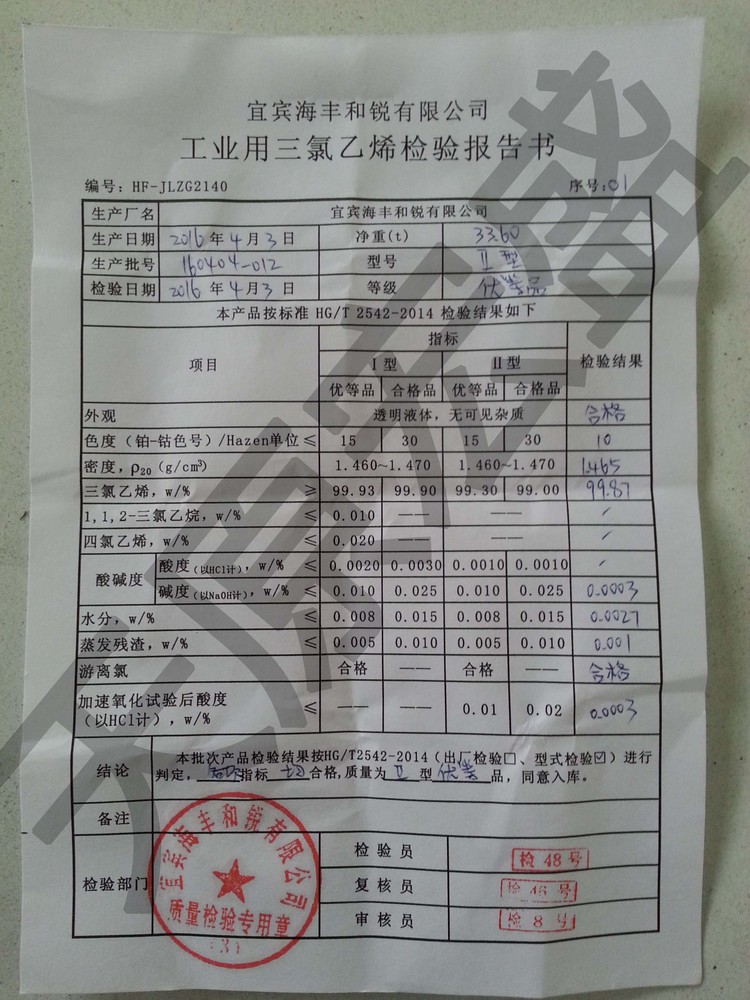 宜宾海丰和锐有限公司
工业用三氯乙烯检验报告书
编号：HF-JLZG2140 序号:01
生产厂名 宜宾海丰和锐有限公司
生产日期 2016年4月3日 净重(t) 33.60
生产批号 160404-012 型号 Ⅱ型
检验日期 2016年4月3日 等级 优等品
本产品按标准 HG/T 2542-2014 检验结果如下
项目 指标 检验结果
Ⅰ型 Ⅱ型
优等品 合格品 优等品 合格品
外观 透明液体，无可见杂质 合格
色度（铂-钴色号）/Hazen单位≤ 15 30 15 30 10
密度，ρ20（g/cm³） 1.460~1.470 1.460~1.470 1.465
三氯乙烯，w/% ≥ 99.93 99.90 99.30 99.00 99.87
1,1,2-三氯乙烷，w/% ≤ 0.010 —— —— —— /
四氯乙烯，w/% ≤ 0.020 —— —— —— /
酸碱度 酸度（以HCl计），w/% ≤ 0.0020 0.0030 0.0010 0.0010 /
碱度（以NaOH计），w/% ≤ 0.010 0.025 0.010 0.025 0.0003
水分，w/% ≤ 0.008 0.015 0.008 0.015 0.0027
蒸发残渣，w/% ≤ 0.005 0.010 0.005 0.010 0.001
游离氯 合格 —— 合格 —— 合格
加速氧化试验后酸度
（以HCl计），w/% ≤ —— —— 0.01 0.02 0.0003
结论 本批次产品检验结果按HG/T2542-2014（出厂检验□、型式检验☑）进行
判定，指标 均 合格,质量为 Ⅱ 型 优等 品，同意入库。
备注
检验部门 检验员 检 48 号
复核员 检 46 号
审核员 检 8 号
宜宾海丰和锐有限公司
质量检验专用章
(3)